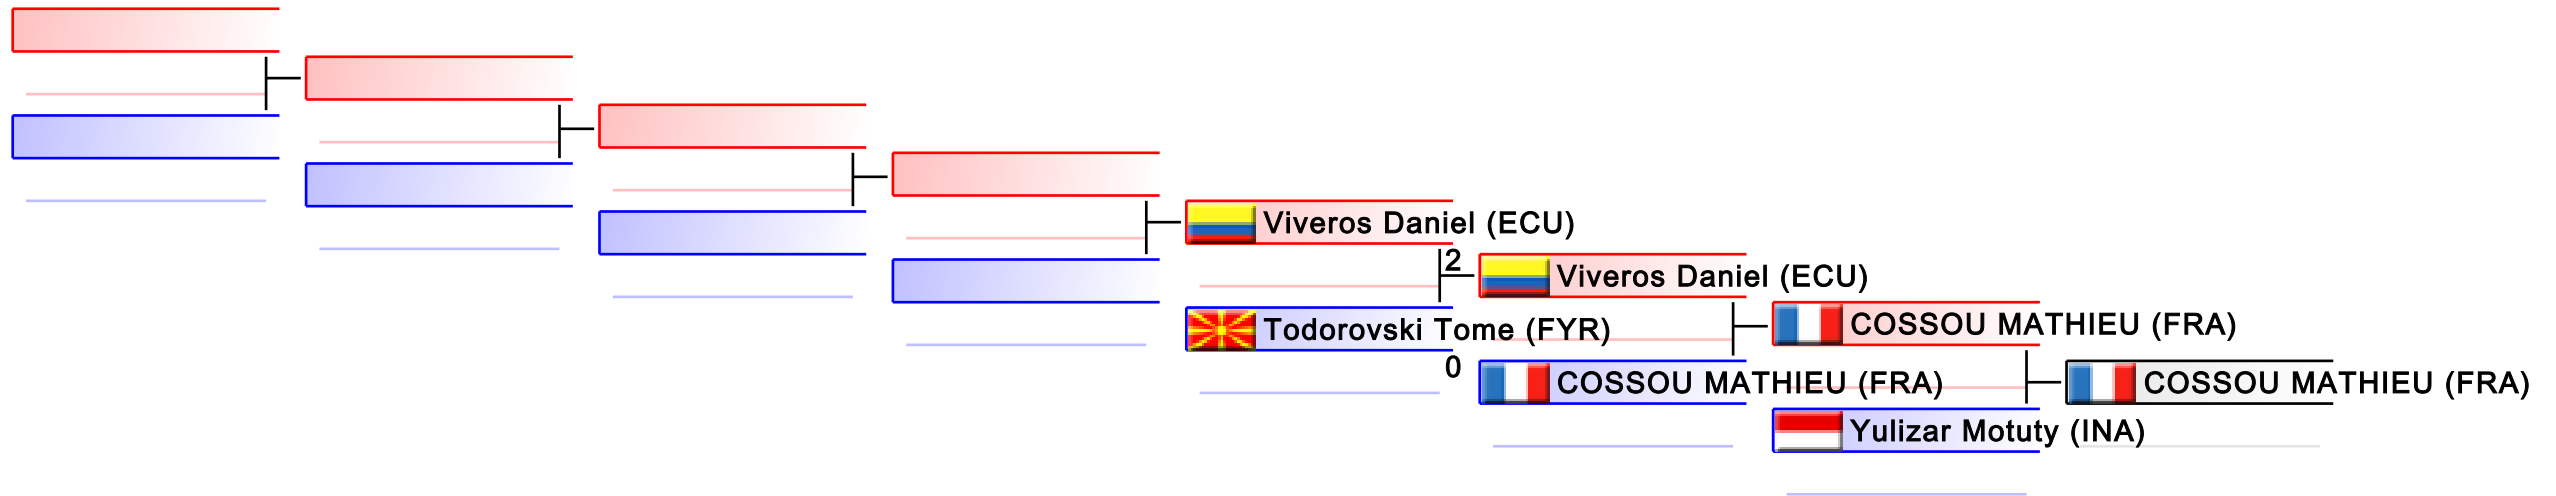 Viveros Daniel (ECU)
2
Viveros Daniel (ECU)
Todorovski Tome (FYR)
COSSOU MATHIEU (FRA)
0
COSSOU MATHIEU (FRA)
COSSOU MATHIEU (FRA)
Yulizar Motuty (INA)